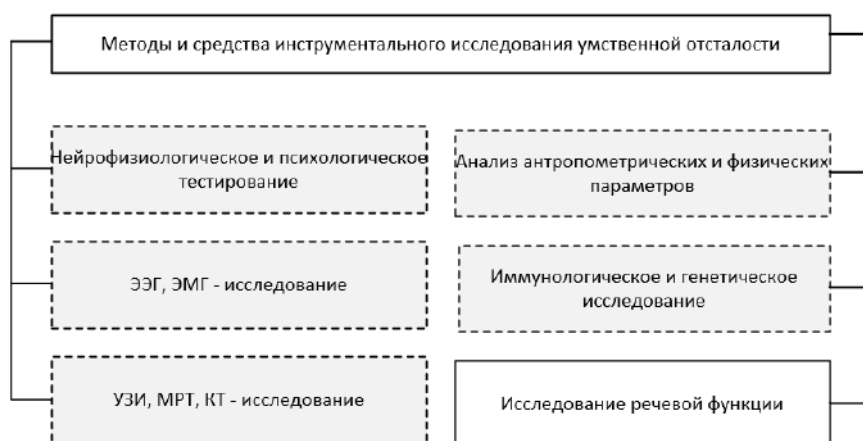 Методы и средства инструментального исследования умственной отсталости
Нейрофизиологическое и психологическое
тестирование
Анализ антропометрических и физических
параметров
ЭЭГ, ЭМГ - исследование
Иммунологическое и генетическое
исследование
УЗИ, МРТ, КТ - исследование
Исследование речевой функции